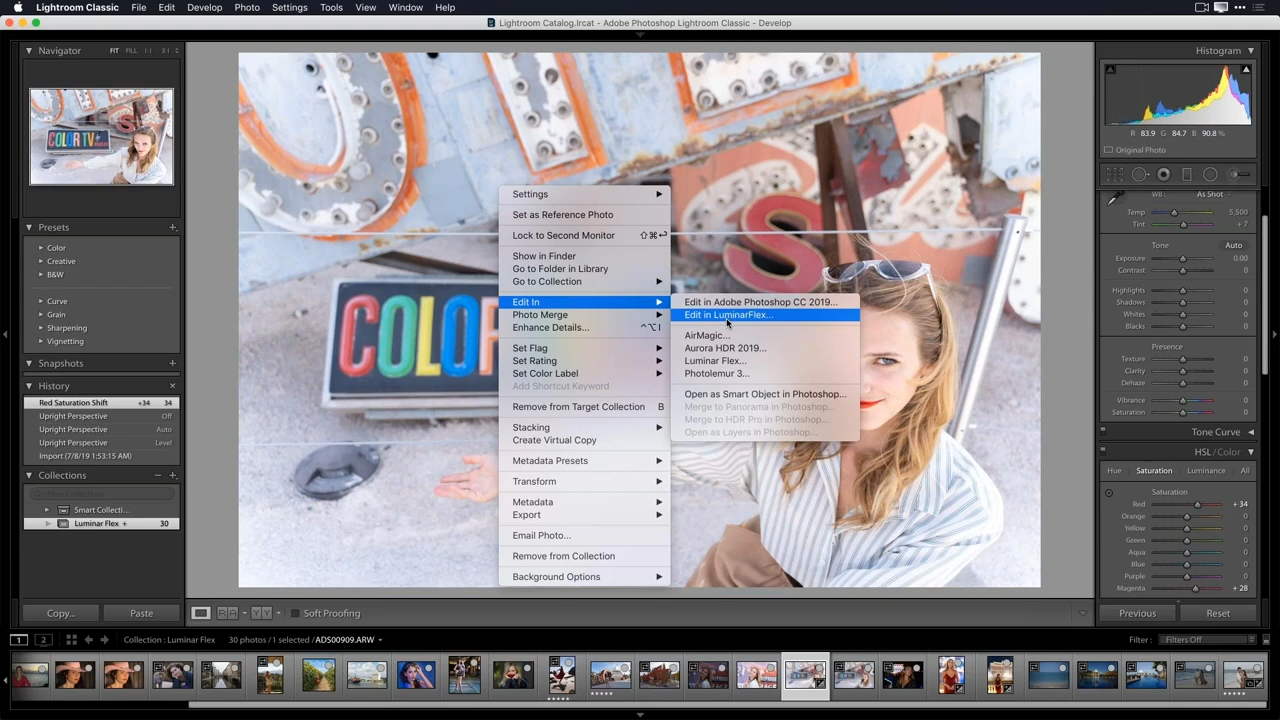 Lightroom Classic File Edit Develop Photo Settings Tools View Window Help
Lightroom Catalog.lrcat - Adobe Photoshop Lightroom Classic - Develop
Navigator FIT FILL 1:1 3:1
COLOR TV
Presets
Color
Creative
B&W
Curve
Grain
Sharpening
Vignetting
Snapshots
History
Red Saturation Shift +34 34
Upright Perspective Off
Upright Perspective Auto
Upright Perspective Level
Import (7/8/19 1:53:15 AM)
Collections
Smart Collecti...
Luminar Flex + 30
Copy... Paste
COLOR
S
Settings
Set as Reference Photo
Lock to Second Monitor ⇧⌘↩
Show in Finder
Go to Folder in Library
Go to Collection
Edit In
Photo Merge
Enhance Details... ^⌥I
Set Flag
Set Rating
Set Color Label
Add Shortcut Keyword
Remove from Target Collection B
Stacking
Create Virtual Copy
Metadata Presets
Transform
Metadata
Export
Email Photo...
Remove from Collection
Background Options
Edit in Adobe Photoshop CC 2019...
Edit in LuminarFlex...
AirMagic...
Aurora HDR 2019...
Luminar Flex...
Photolemur 3...
Open as Smart Object in Photoshop...
Merge to Panorama in Photoshop...
Merge to HDR Pro in Photoshop...
Open as Layers in Photoshop...
Histogram
R 83.9 G 84.7 B 90.8 %
Original Photo
WB: As Shot
Temp 5,500
Tint +7
Tone Auto
Exposure 0.00
Contrast 0
Highlights 0
Shadows 0
Whites 0
Blacks 0
Presence
Texture 0
Clarity 0
Dehaze 0
Vibrance 0
Saturation 0
Tone Curve
HSL / Color
Hue Saturation Luminance All
Saturation
Red +34
Orange 0
Yellow 0
Green 0
Aqua 0
Blue 0
Purple 0
Magenta +28
Previous Reset
RA YY Soft Proofing
1 2 Collection : Luminar Flex 30 photos / 1 selected / ADS00909.ARW Filter : Filters Off